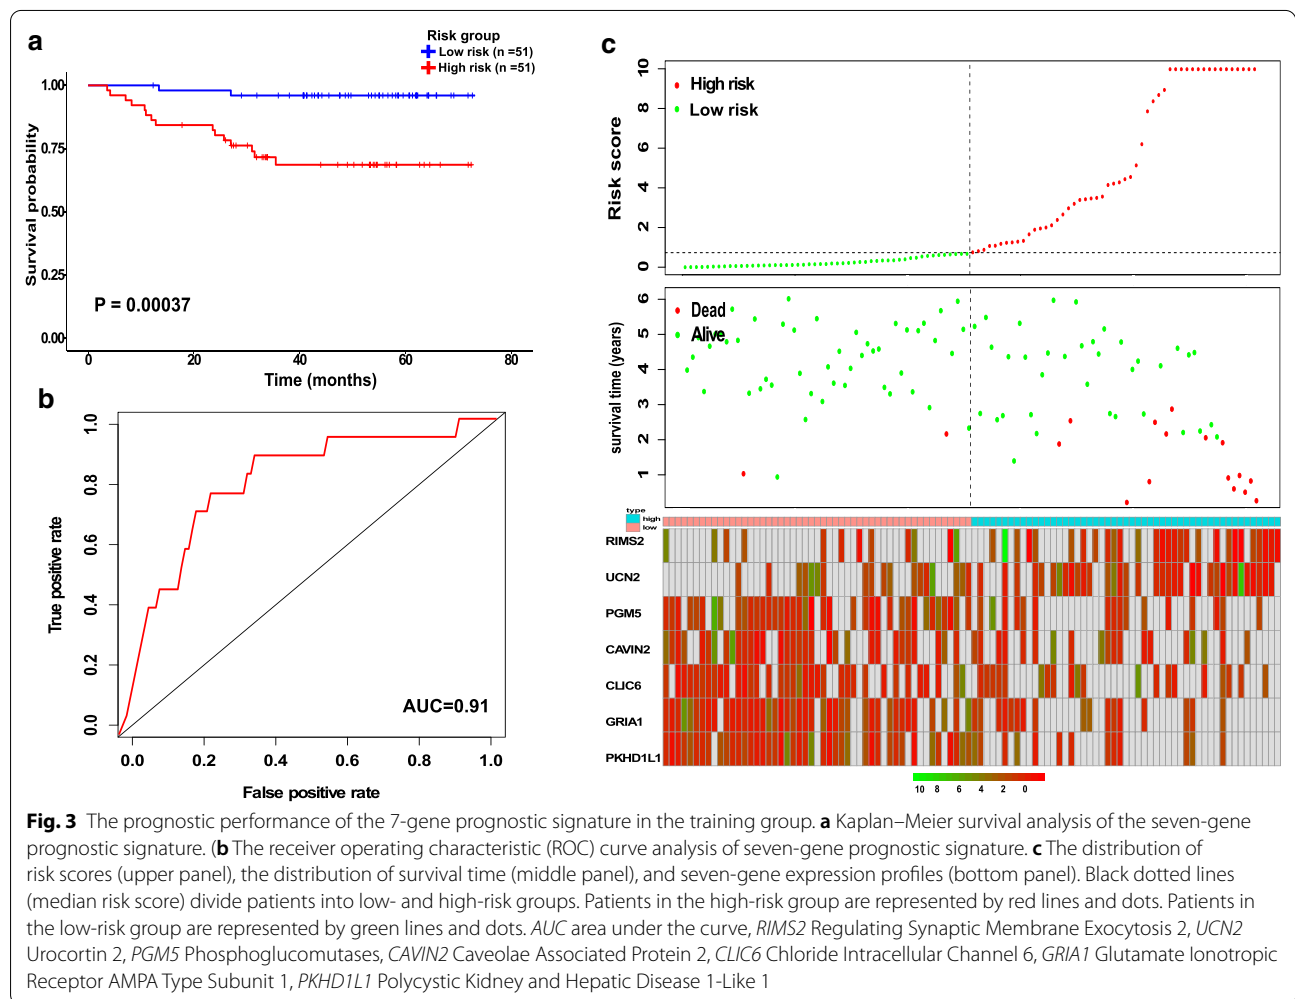 a
Risk group
Low risk (n =51)
High risk (n =51)
1.00
0.75
0.50
0.25
0.00
Survival probability
P = 0.00037
0 20 40 60 80
Time (months)
b
1.0
0.8
0.6
0.4
0.2
0.0
True positive rate
AUC=0.91
0.0 0.2 0.4 0.6 0.8 1.0
False positive rate
c
High risk
Low risk
10
8
6
4
2
0
Risk score
Dead
Alive
6
5
4
3
2
1
survival time (years)
type
high
low
RIMS2
UCN2
PGM5
CAVIN2
CLIC6
GRIA1
PKHD1L1
10 8 6 4 2 0
Fig. 3 The prognostic performance of the 7-gene prognostic signature in the training group. a Kaplan–Meier survival analysis of the seven-gene
prognostic signature. (b The receiver operating characteristic (ROC) curve analysis of seven-gene prognostic signature. c The distribution of
risk scores (upper panel), the distribution of survival time (middle panel), and seven-gene expression profiles (bottom panel). Black dotted lines
(median risk score) divide patients into low- and high-risk groups. Patients in the high-risk group are represented by red lines and dots. Patients in
the low-risk group are represented by green lines and dots. AUC area under the curve, RIMS2 Regulating Synaptic Membrane Exocytosis 2, UCN2
Urocortin 2, PGM5 Phosphoglucomutases, CAVIN2 Caveolae Associated Protein 2, CLIC6 Chloride Intracellular Channel 6, GRIA1 Glutamate Ionotropic
Receptor AMPA Type Subunit 1, PKHD1L1 Polycystic Kidney and Hepatic Disease 1-Like 1